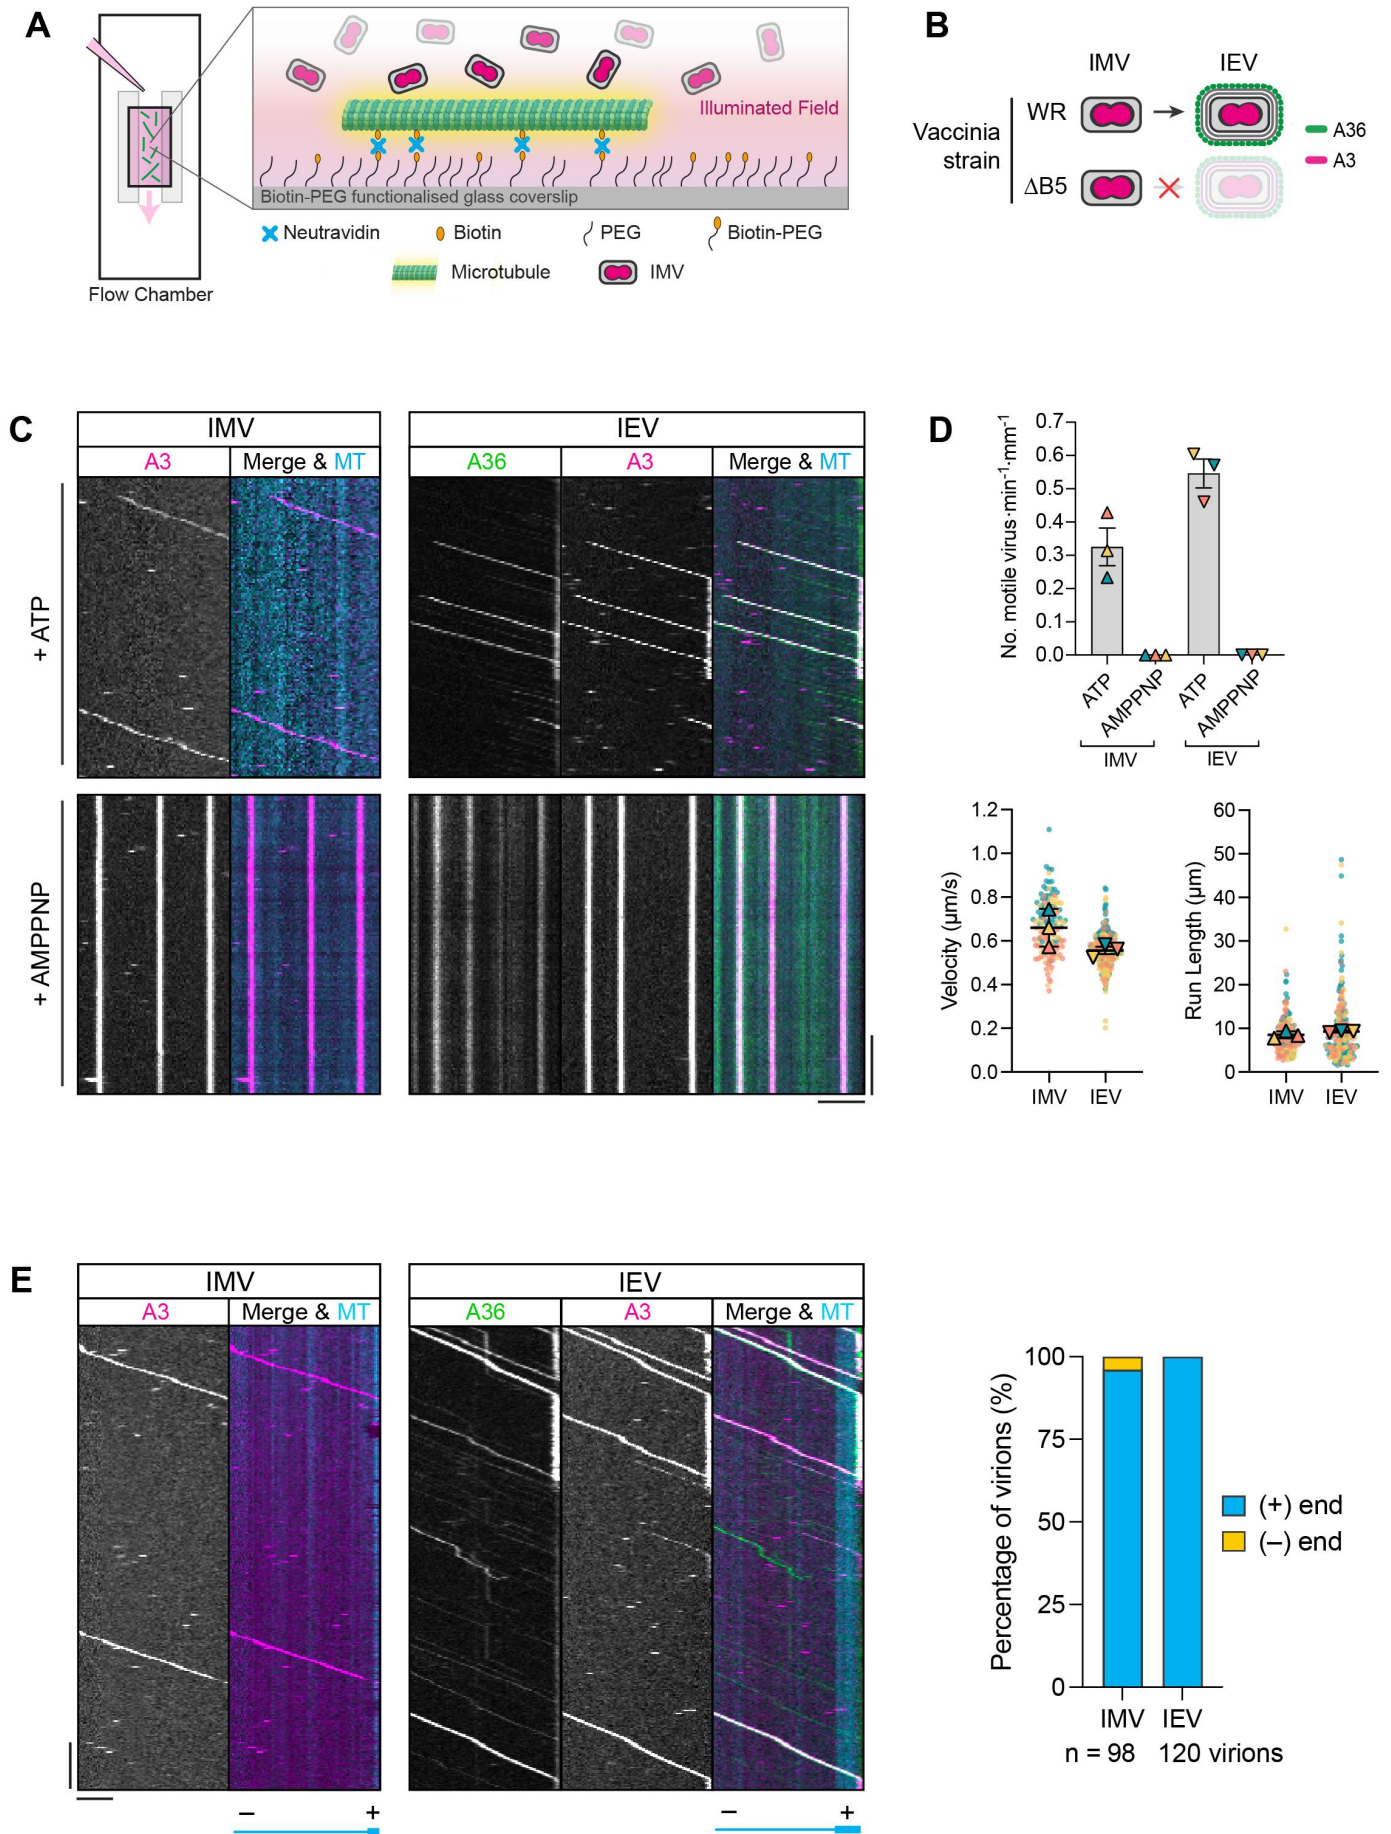 A
Illuminated Field
Biotin-PEG functionalised glass coverslip
Neutravidin
Biotin
PEG
Biotin-PEG
Microtubule
IMV
Flow Chamber
B
IMV
IEV
Vaccinia
strain
WR
ΔB5
A36
A3
C
IMV
IEV
A3
Merge & MT
A36
A3
Merge & MT
+ ATP
+ AMPPNP
D
No. motile virus·min⁻¹·mm⁻¹
0.7
0.6
0.5
0.4
0.3
0.2
0.1
0.0
ATP
AMPPNP
ATP
AMPPNP
IMV
IEV
Velocity (μm/s)
1.2
1.0
0.8
0.6
0.4
0.2
0.0
IMV
IEV
Run Length (μm)
60
50
40
30
20
10
0
IMV
IEV
E
IMV
IEV
A3
Merge & MT
A36
A3
Merge & MT
– +
– +
Percentage of virions (%)
100
75
50
25
0
IMV
IEV
n = 98
120 virions
(+) end
(–) end